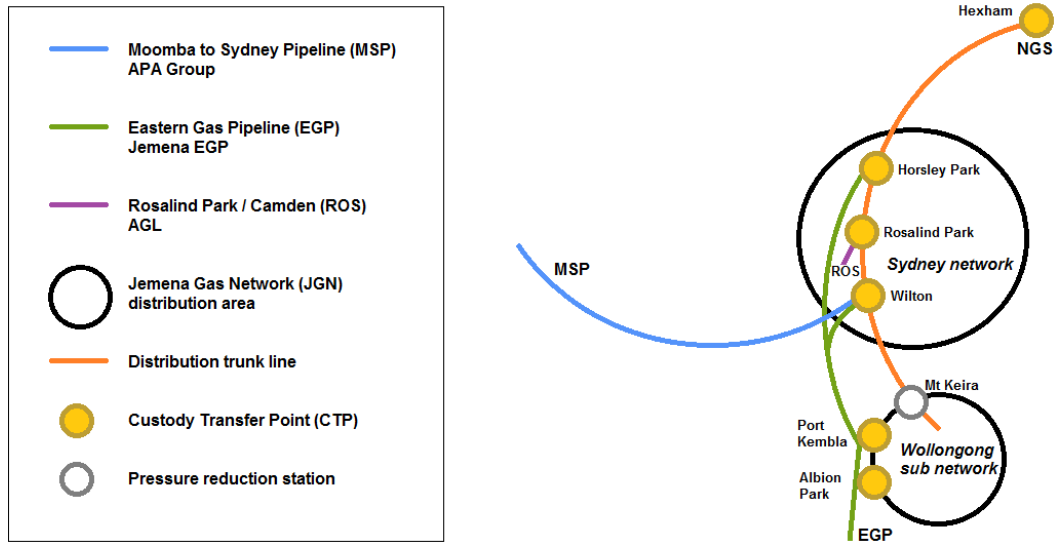 Moomba to Sydney Pipeline (MSP)
APA Group
Eastern Gas Pipeline (EGP)
Jemena EGP
Rosalind Park / Camden (ROS)
AGL
Jemena Gas Network (JGN)
distribution area
Distribution trunk line
Custody Transfer Point (CTP)
Pressure reduction station
Hexham
NGS
Horsley Park
Rosalind Park
Sydney network
ROS
MSP
Wilton
Mt Keira
Port
Kembla
Wollongong
sub network
Albion
Park
EGP